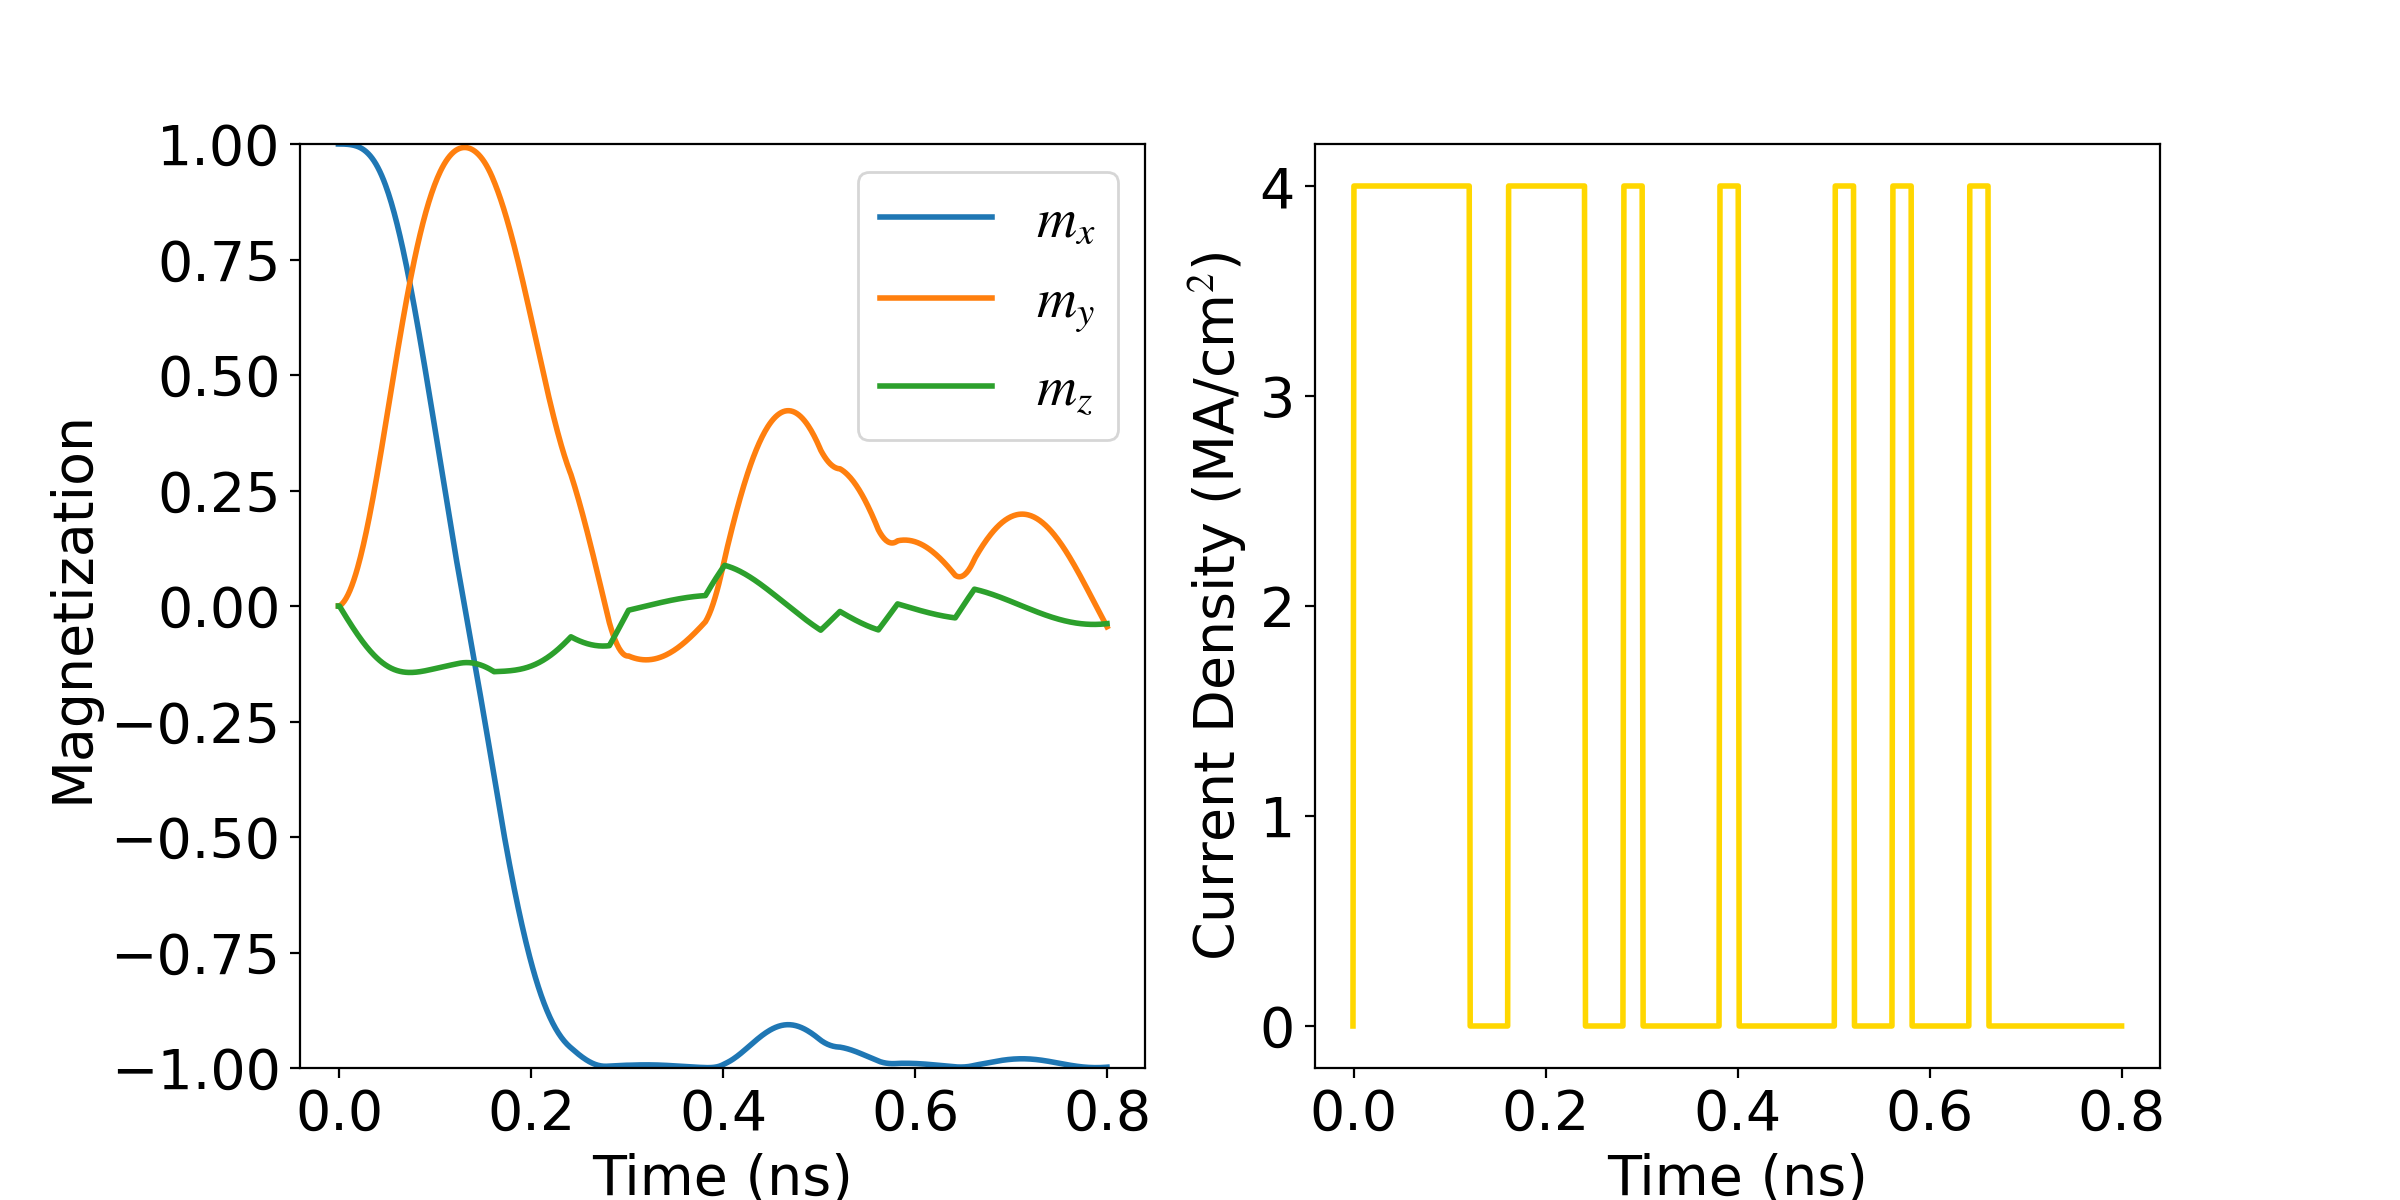 Magnetization
1.00
0.75
0.50
0.25
0.00
−0.25
−0.50
−0.75
−1.00
0.0 0.2 0.4 0.6 0.8
Time (ns)
m_x
m_y
m_z
Current Density (MA/cm²)
4
3
2
1
0
0.0 0.2 0.4 0.6 0.8
Time (ns)